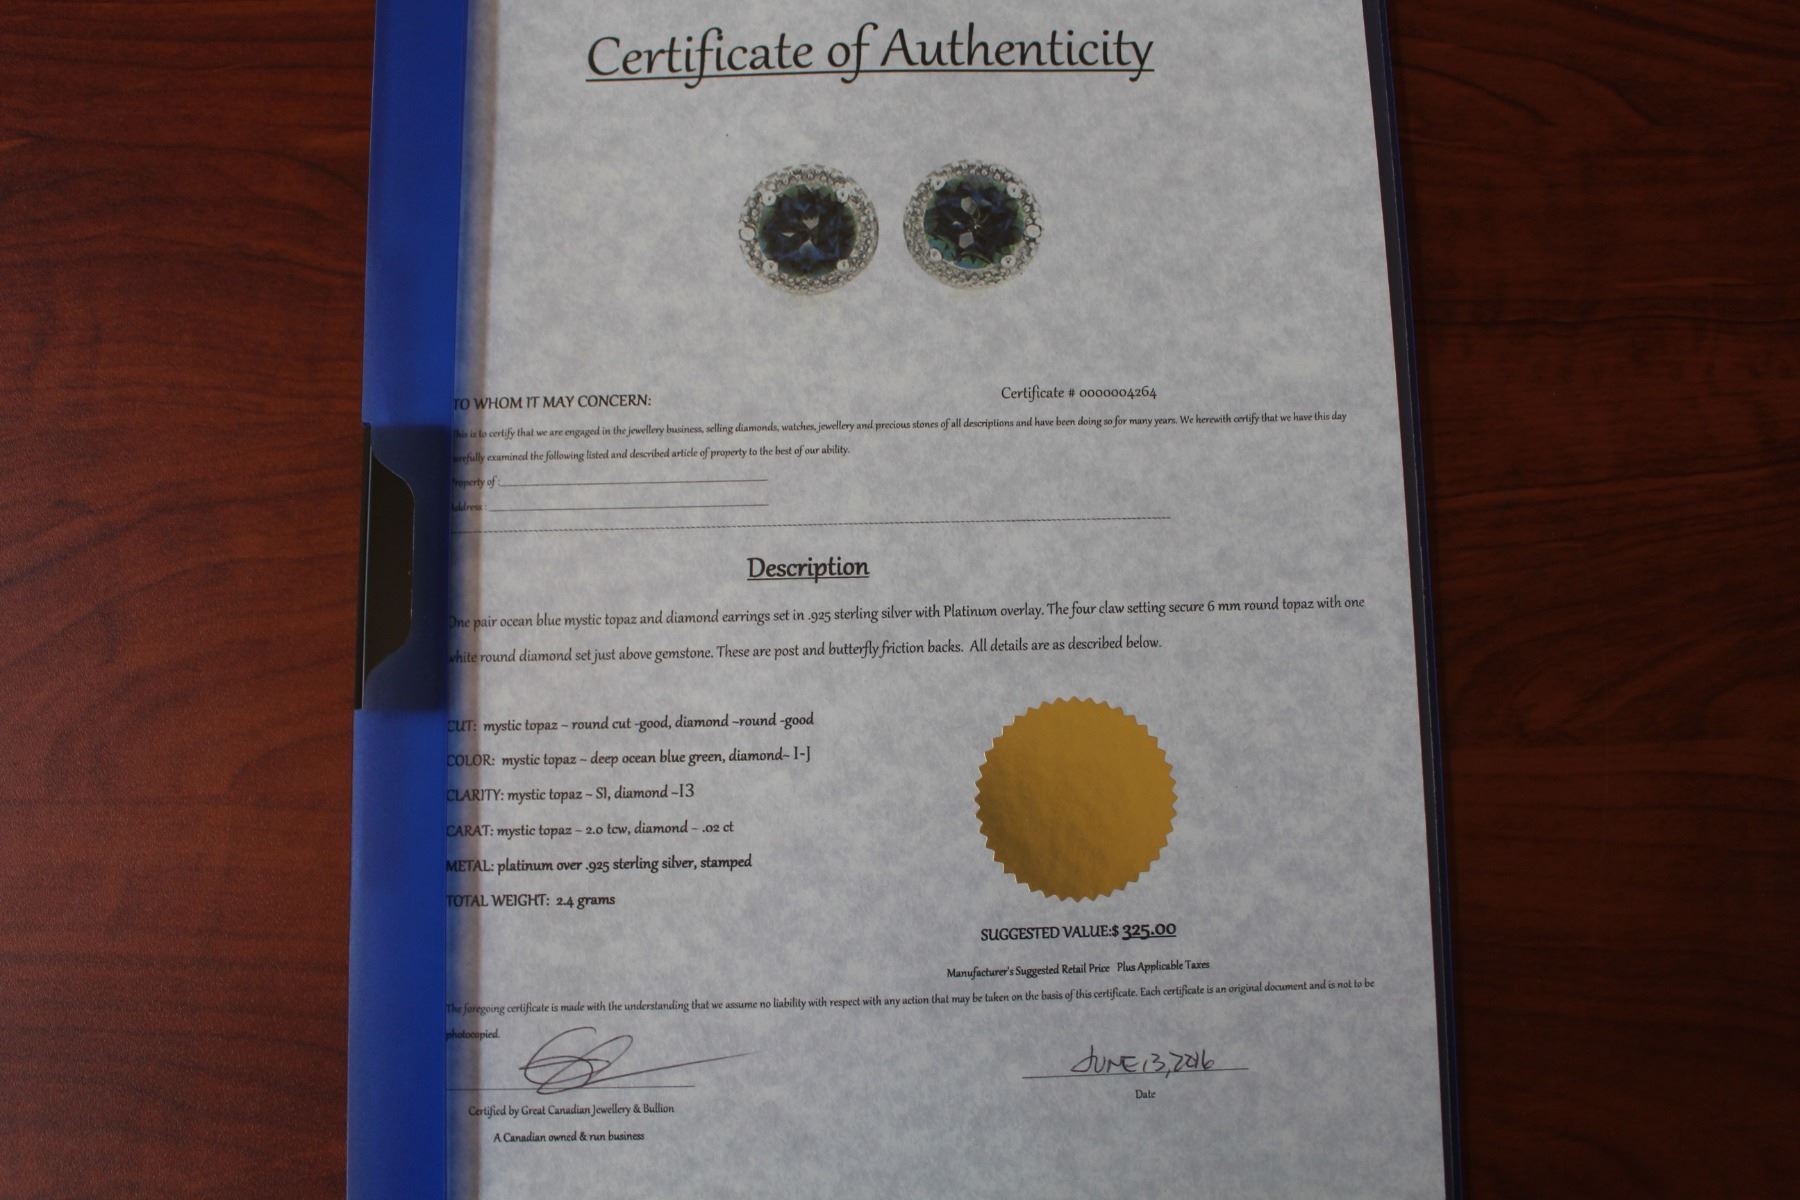 Certificate of Authenticity
TO WHOM IT MAY CONCERN:
Certificate # 0000004264
This is to certify that we are engaged in the jewellery business, selling diamonds, watches, jewellery and precious stones of all descriptions and have been doing so for many years. We herewith certify that we have this day
carefully examined the following listed and described article of property to the best of our ability.
Property of :
Address :
Description
One pair ocean blue mystic topaz and diamond earrings set in .925 sterling silver with Platinum overlay. The four claw setting secure 6 mm round topaz with one
white round diamond set just above gemstone. These are post and butterfly friction backs. All details are as described below.
CUT: mystic topaz – round cut -good, diamond –round -good
COLOR: mystic topaz – deep ocean blue green, diamond– I-J
CLARITY: mystic topaz – SI, diamond –I3
CARAT: mystic topaz – 2.0 tcw, diamond – .02 ct
METAL: platinum over .925 sterling silver, stamped
TOTAL WEIGHT: 2.4 grams
SUGGESTED VALUE:$ 325.00
Manufacturer's Suggested Retail Price Plus Applicable Taxes
The foregoing certificate is made with the understanding that we assume no liability with respect with any action that may be taken on the basis of this certificate. Each certificate is an original document and is not to be
photocopied.
JUNE 13, 2016
Date
Certified by Great Canadian Jewellery & Bullion
A Canadian owned & run business